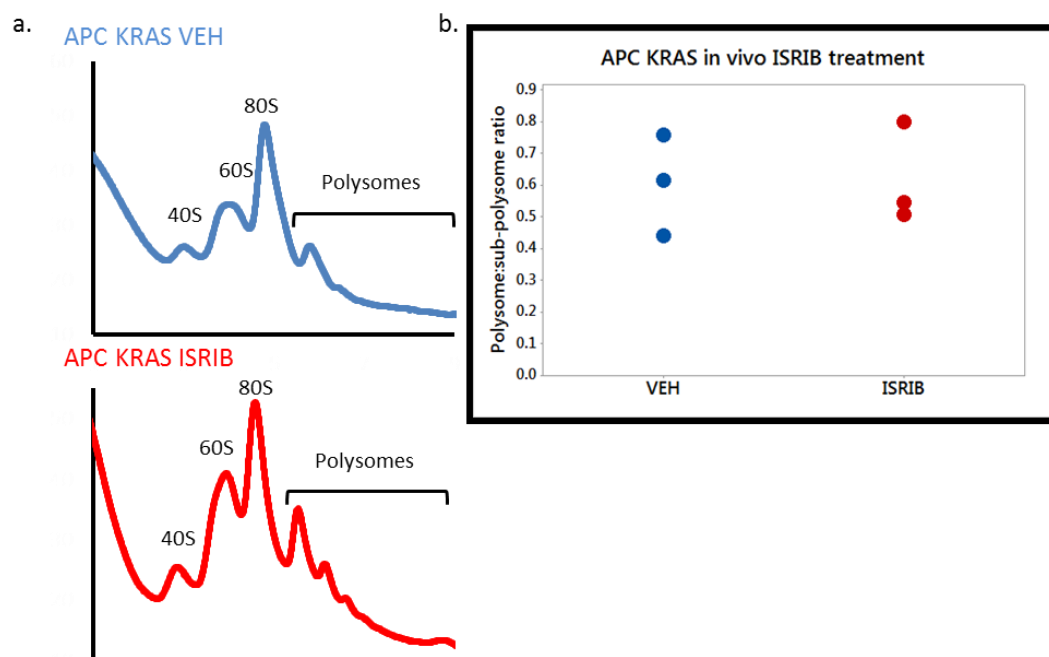 a.
APC KRAS VEH
80S
60S
40S
Polysomes
APC KRAS ISRIB
80S
60S
40S
Polysomes
b.
APC KRAS in vivo ISRIB treatment
Polysome:sub-polysome ratio
0.9
0.8
0.7
0.6
0.5
0.4
0.3
0.2
0.1
0.0
VEH
ISRIB